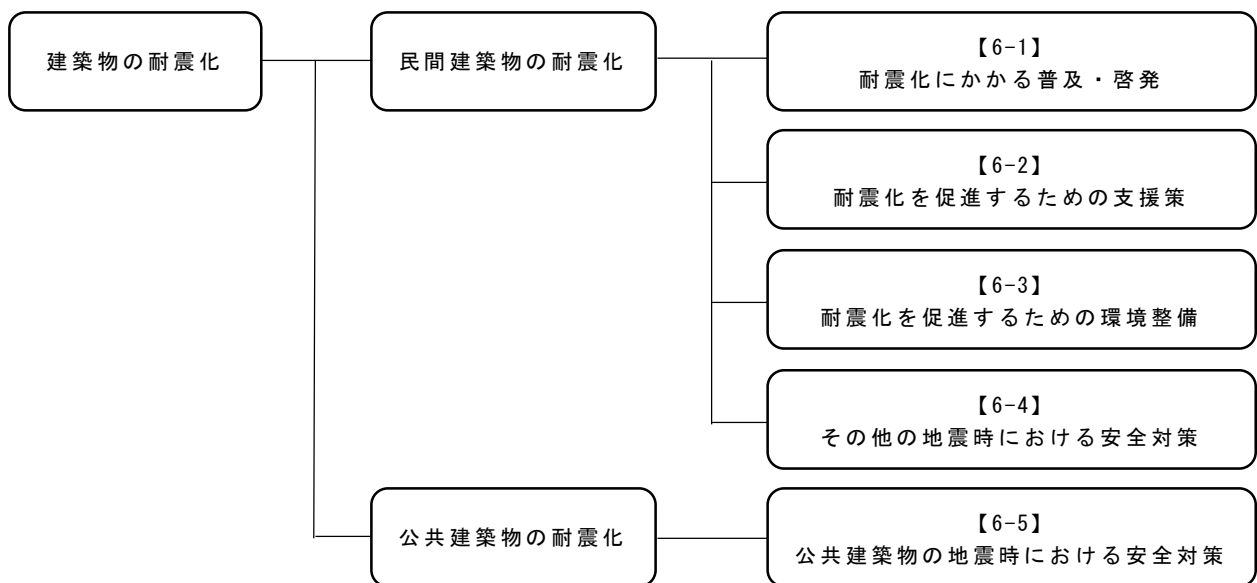 建築物の耐震化
民間建築物の耐震化
【6-1】
耐震化にかかる普及・啓発
【6-2】
耐震化を促進するための支援策
【6-3】
耐震化を促進するための環境整備
【6-4】
その他の地震時における安全対策
公共建築物の耐震化
【6-5】
公共建築物の地震時における安全対策